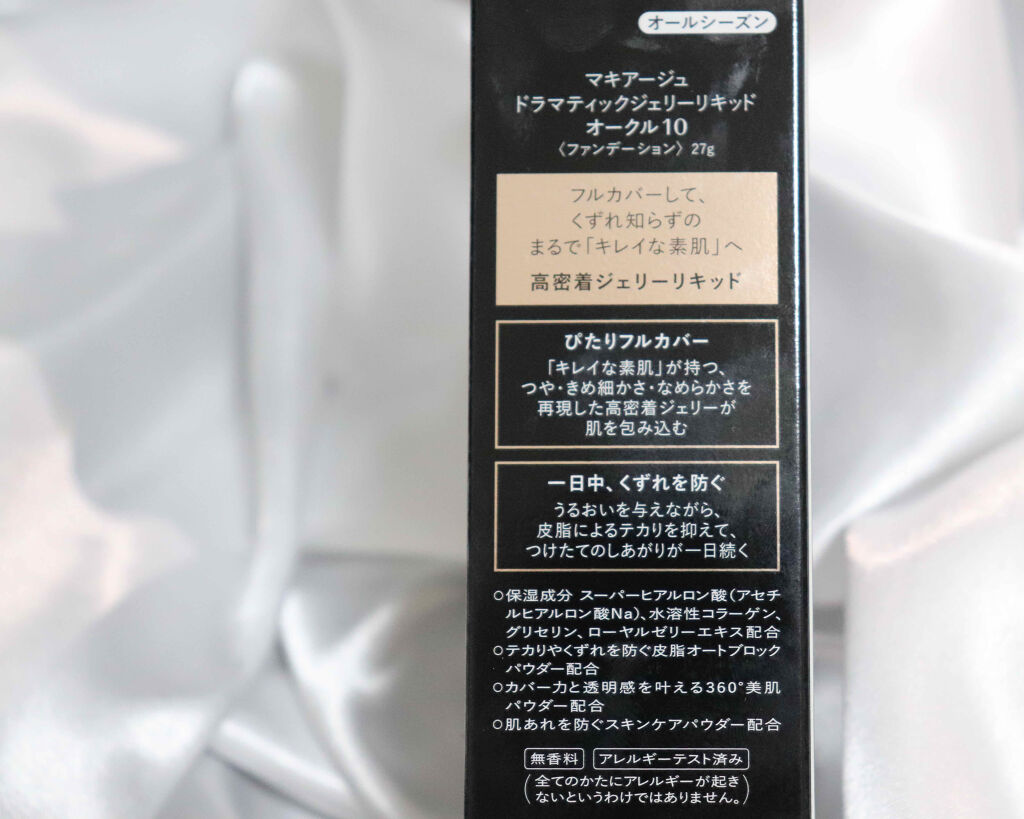 オールシーズン
マキアージュ
ドラマティックジェリーリキッド
オークル10
〈ファンデーション〉 27g
フルカバーして、
くずれ知らずの
まるで「キレイな素肌」へ
高密着ジェリーリキッド
ぴたりフルカバー
「キレイな素肌」が持つ、
つや・きめ細かさ・なめらかさを
再現した高密着ジェリーが
肌を包み込む
一日中、くずれを防ぐ
うるおいを与えながら、
皮脂によるテカリを抑えて、
つけたてのしあがりが一日続く
○保湿成分 スーパーヒアルロン酸(アセチ
ルヒアルロン酸Na)、水溶性コラーゲン、
グリセリン、ローヤルゼリーエキス配合
○テカリやくずれを防ぐ皮脂オートブロック
パウダー配合
○カバー力と透明感を叶える360°美肌
パウダー配合
○肌あれを防ぐスキンケアパウダー配合
無香料 アレルギーテスト済み
(全てのかたにアレルギーが起き
ないというわけではありません。)